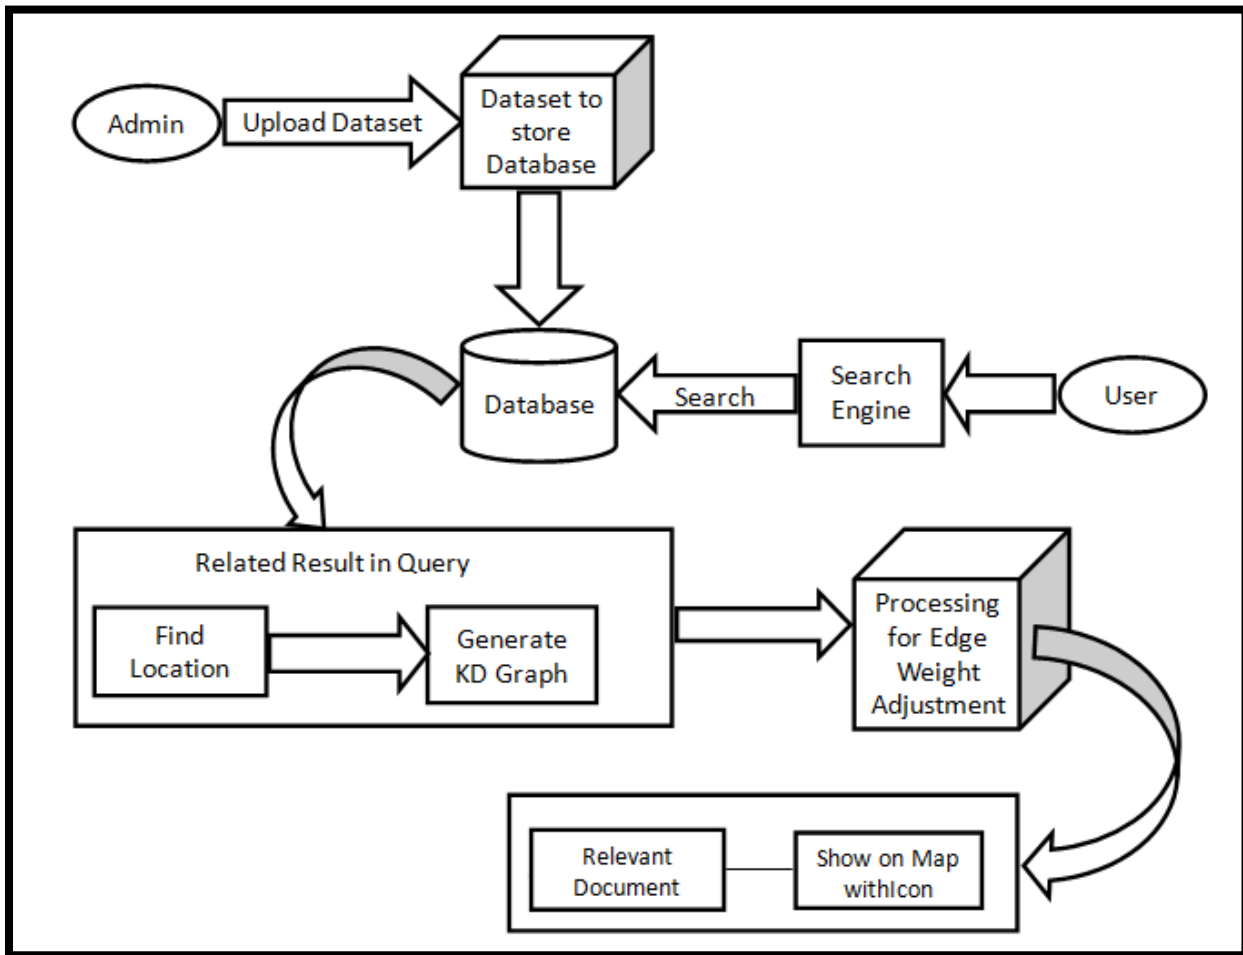 Admin
Upload Dataset
Dataset to
store
Database
Database
Search
Search
Engine
User
Related Result in Query
Find
Location
Generate
KD Graph
Processing
for Edge
Weight
Adjustment
Relevant
Document
Show on Map
withIcon